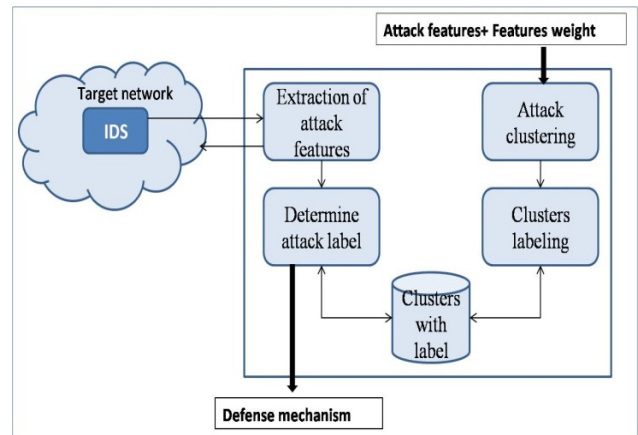 Attack features+ Features weight
Target network
IDS
Extraction of
attack
features
Attack
clustering
Determine
attack label
Clusters
labeling
Clusters
with
label
Defense mechanism